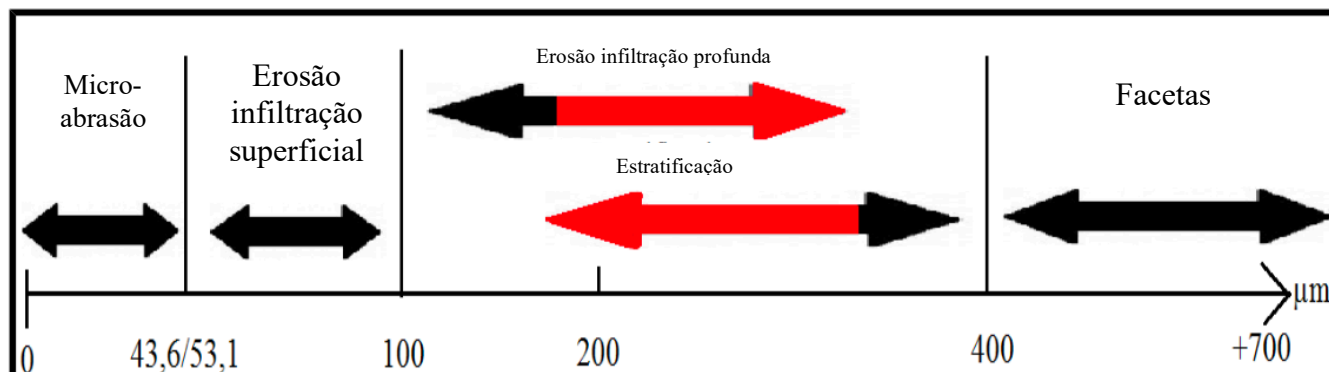 Micro-
abrasão
Erosão
infiltração
superficial
Erosão infiltração profunda
Estratificação
Facetas
µm
0
43,6/53,1
100
200
400
+700